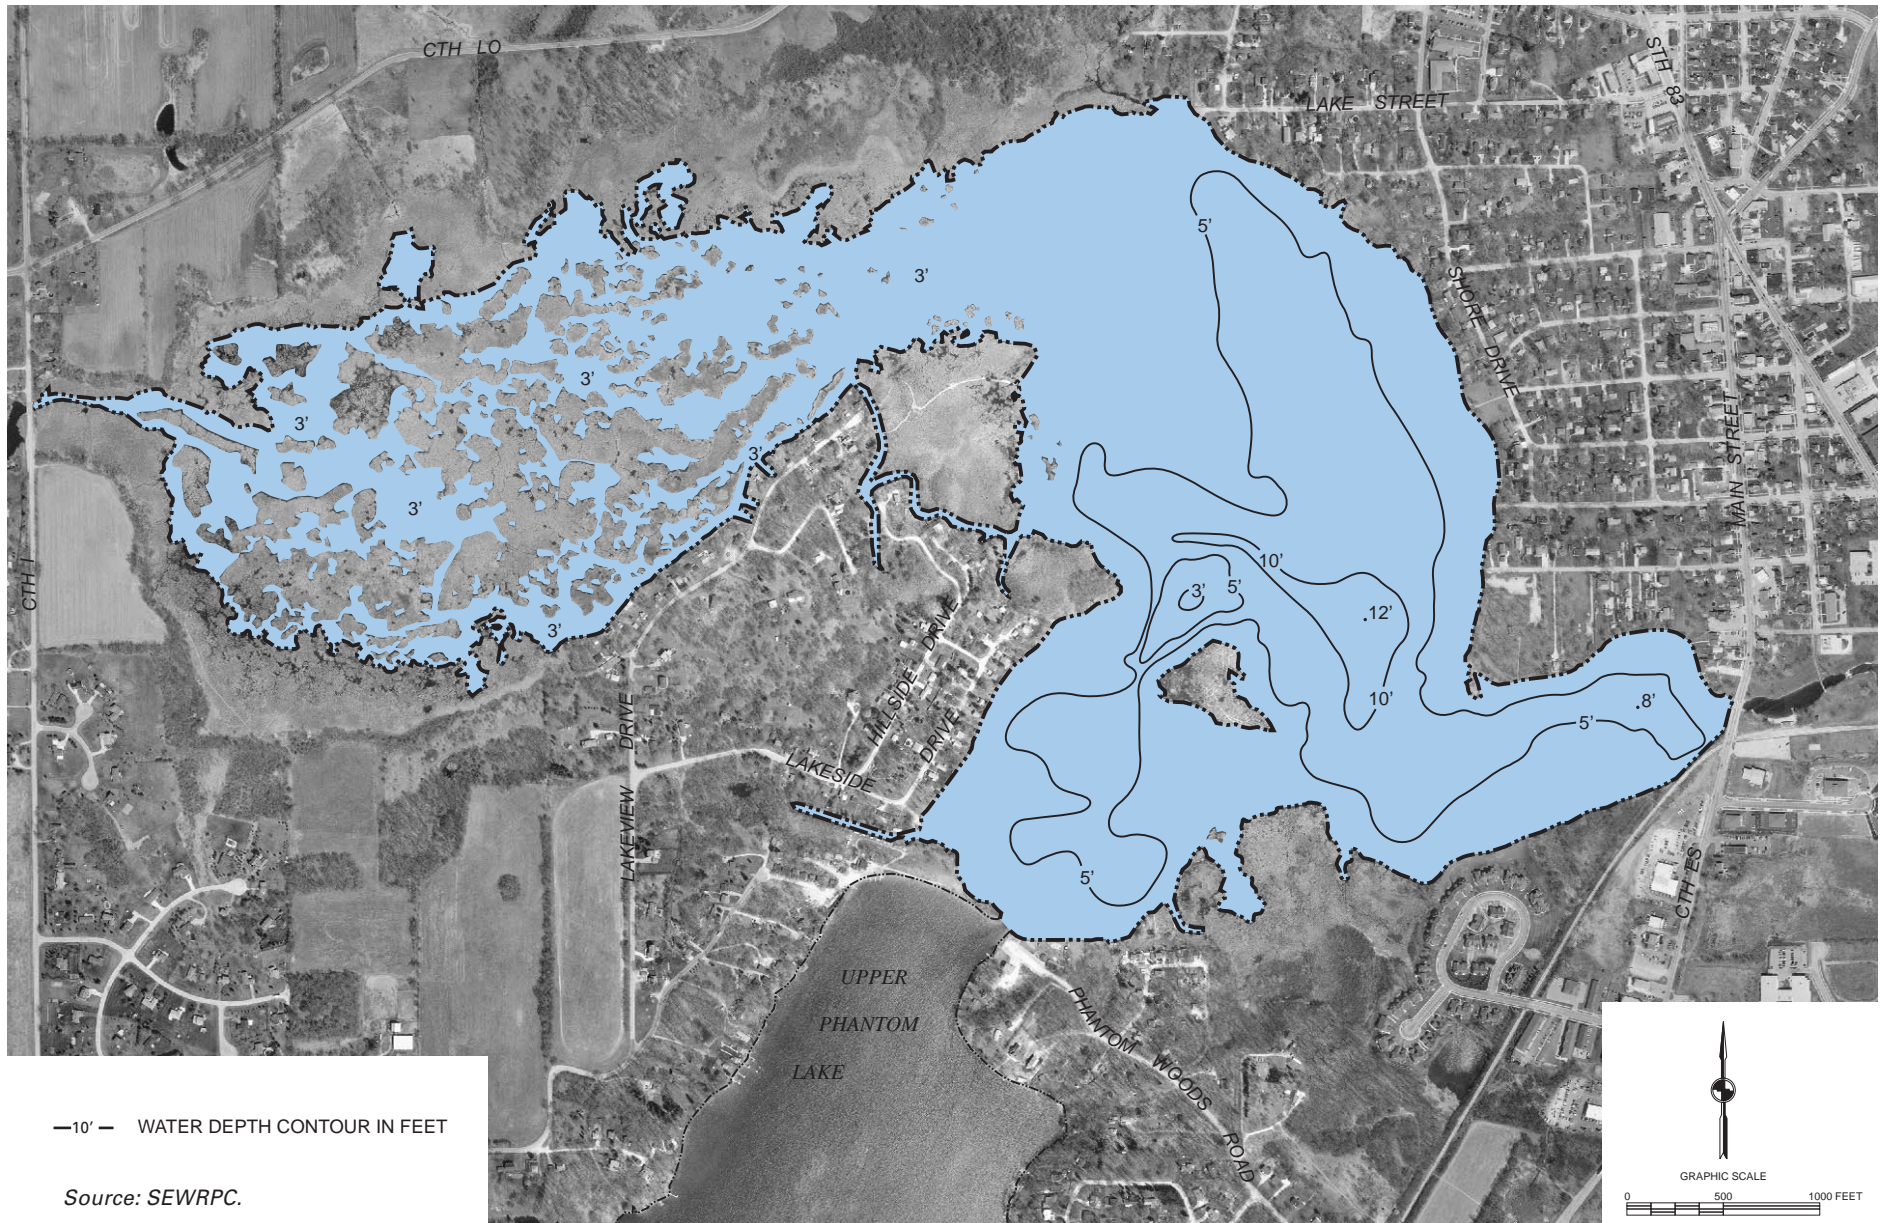 CTH LO
STH 83
LAKE STREET
5'
3'
SHORE DRIVE
3'
3'
MAIN STREET
3'
3'
10'
CTH I
3'
5'
12'
3'
HILLSIDE DRIVE
10'
8'
5'
LAKEVIEW DRIVE
LAKESIDE DRIVE
5'
CTH ES
UPPER
PHANTOM
LAKE
PHANTOM WOODS ROAD
10' WATER DEPTH CONTOUR IN FEET
Source: SEWRPC.
GRAPHIC SCALE
0 500 1000 FEET